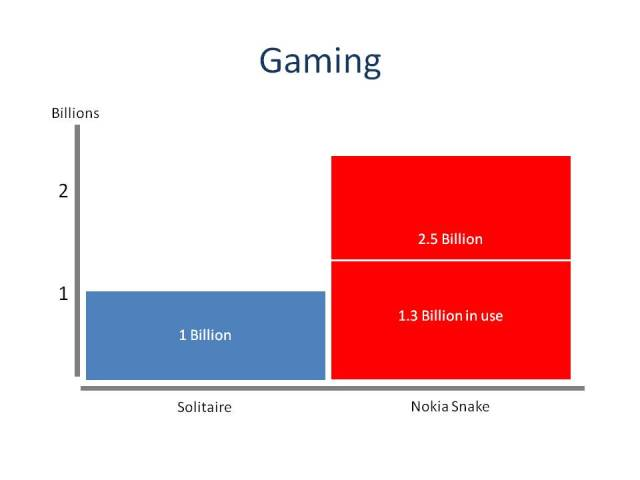 Gaming
Billions
2
2.5 Billion
1
1.3 Billion in use
1 Billion
Solitaire
Nokia Snake